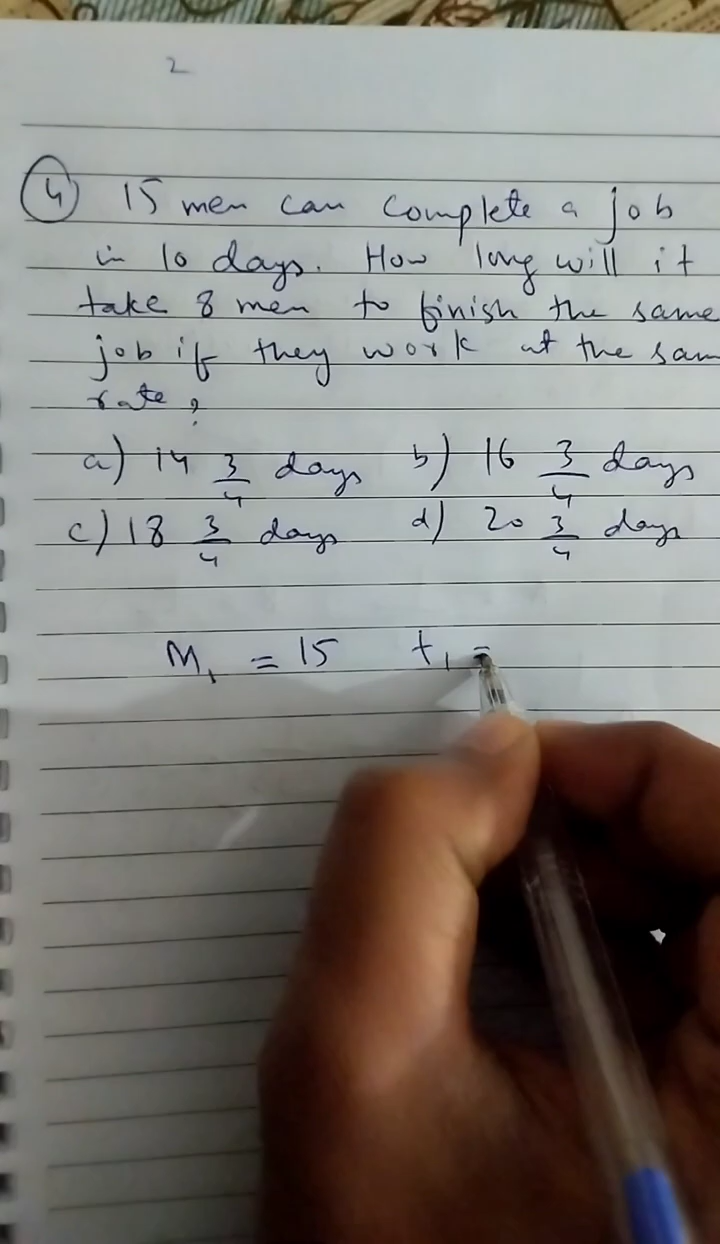 2
4 15 men can complete a job
in 10 days. How long will it
take 8 men to finish the same
job if they work at the sam
rate?
a) 14 3/4 days b) 16 3/4 days
c) 18 3/4 days d) 20 3/4 days
M₁ = 15 t₁ =